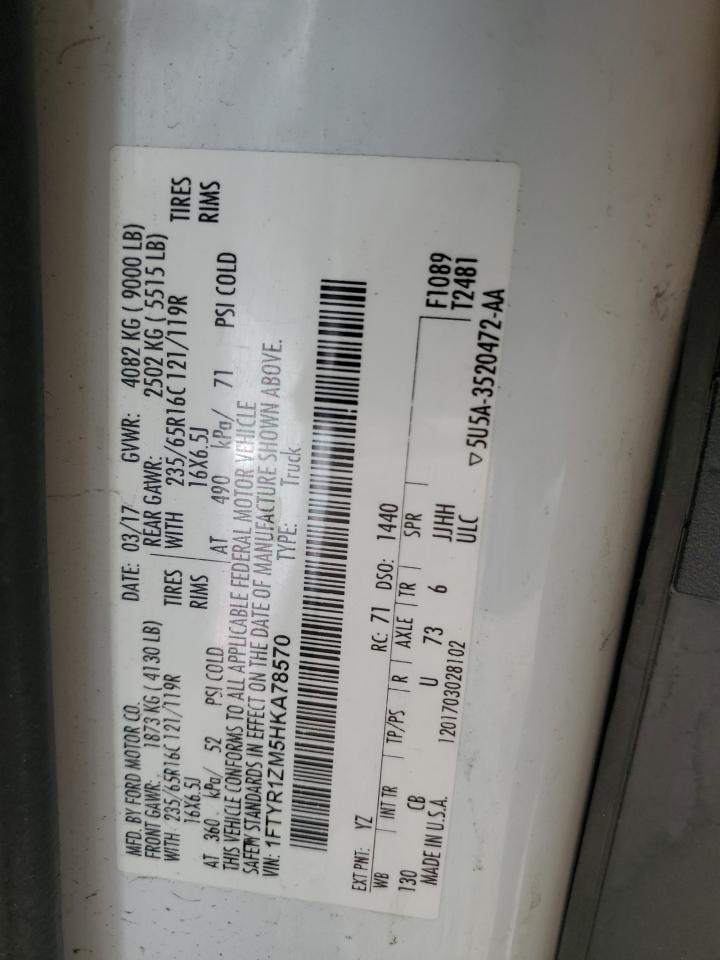 MFD. BY FORD MOTOR CO. DATE: 03/17 GVWR: 4082 KG ( 9000 LB)
FRONT GAWR: 1873 KG ( 4130 LB) REAR GAWR: 2502 KG ( 5515 LB)
WITH 235/65R16C 121/119R TIRES WITH 235/65R16C 121/119R TIRES
16X6.5J RIMS 16X6.5J RIMS
AT 360 kPa/ 52 PSI COLD AT 490 kPa/ 71 PSI COLD
THIS VEHICLE CONFORMS TO ALL APPLICABLE FEDERAL MOTOR VEHICLE
SAFETY STANDARDS IN EFFECT ON THE DATE OF MANUFACTURE SHOWN ABOVE.
VIN: 1FTYR1ZM5HKA78570 TYPE: Truck
EXT PNT: YZ RC: 71 DSO: 1440
WB INT TR TP/PS R AXLE TR SPR F1089
130 CB U 73 6 JJHH T2481
MADE IN U.S.A. 1201703028102 ULC ▽5U5A-3520472-AA